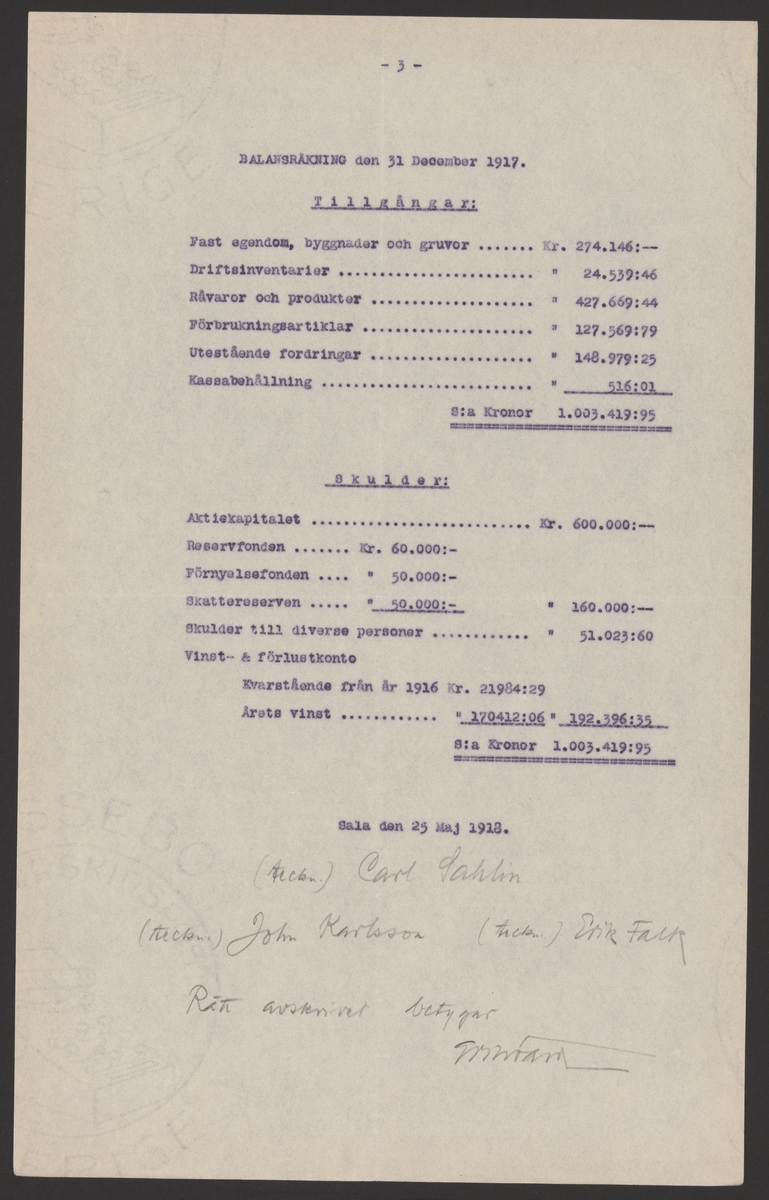 - 3 -
BALANSRÄKNING den 31 December 1917.
Tillgångar:
Fast egendom, byggnader och gruvor ....... Kr. 274.146:--
Driftsinventarier ........................ " 24.539:46
Råvaror och produkter .................... " 427.669:44
Förbrukningsartiklar ..................... " 127.569:79
Utestående fordringar .................... " 148.979:25
Kassabehållning .......................... " 516:01
S:a Kronor 1.003.419:95
Skulder:
Aktiekapitalet ........................... Kr. 600.000:--
Reservfonden ....... Kr. 60.000:-
Förnyelsefonden .... " 50.000:-
Skattereserven ..... " 50.000:- " 160.000:--
Skulder till diverse personer ............ " 51.023:60
Vinst- & förlustkonto
Kvarstående från år 1916 Kr. 21984:29
Årets vinst ............ " 170412:06 " 192.396:35
S:a Kronor 1.003.419:95
Sala den 25 Maj 1918.
(teckn.) Carl Sahlin
(teckn.) John Karlsson (teckn.) Erik Falk
Rätt avskrivet betygar